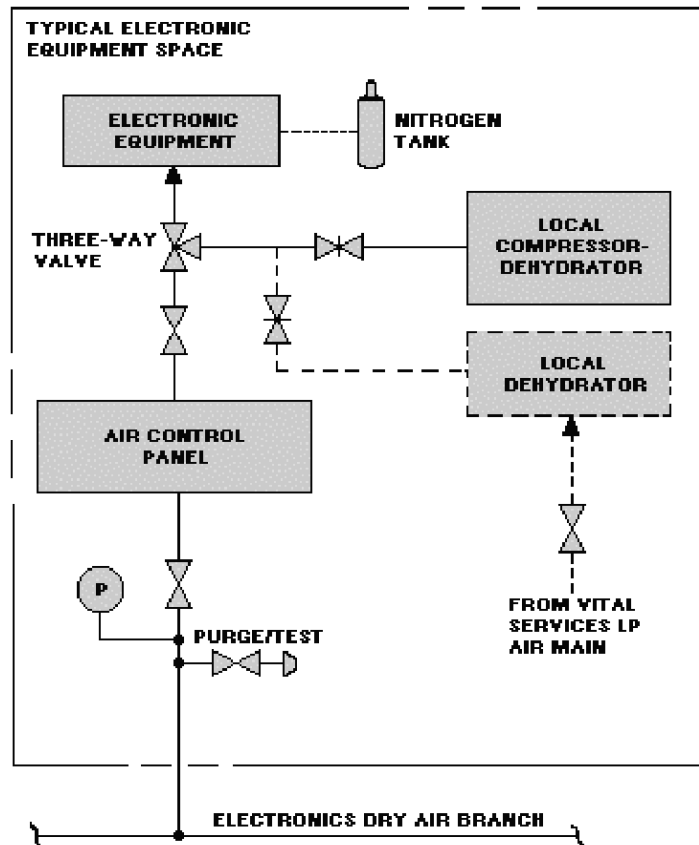 TYPICAL ELECTRONIC
EQUIPMENT SPACE
ELECTRONIC
EQUIPMENT
NITROGEN
TANK
THREE-WAY
VALVE
LOCAL
COMPRESSOR-
DEHYDRATOR
LOCAL
DEHYDRATOR
AIR CONTROL
PANEL
P
FROM VITAL
SERVICES LP
AIR MAIN
PURGE/TEST
ELECTRONICS DRY AIR BRANCH